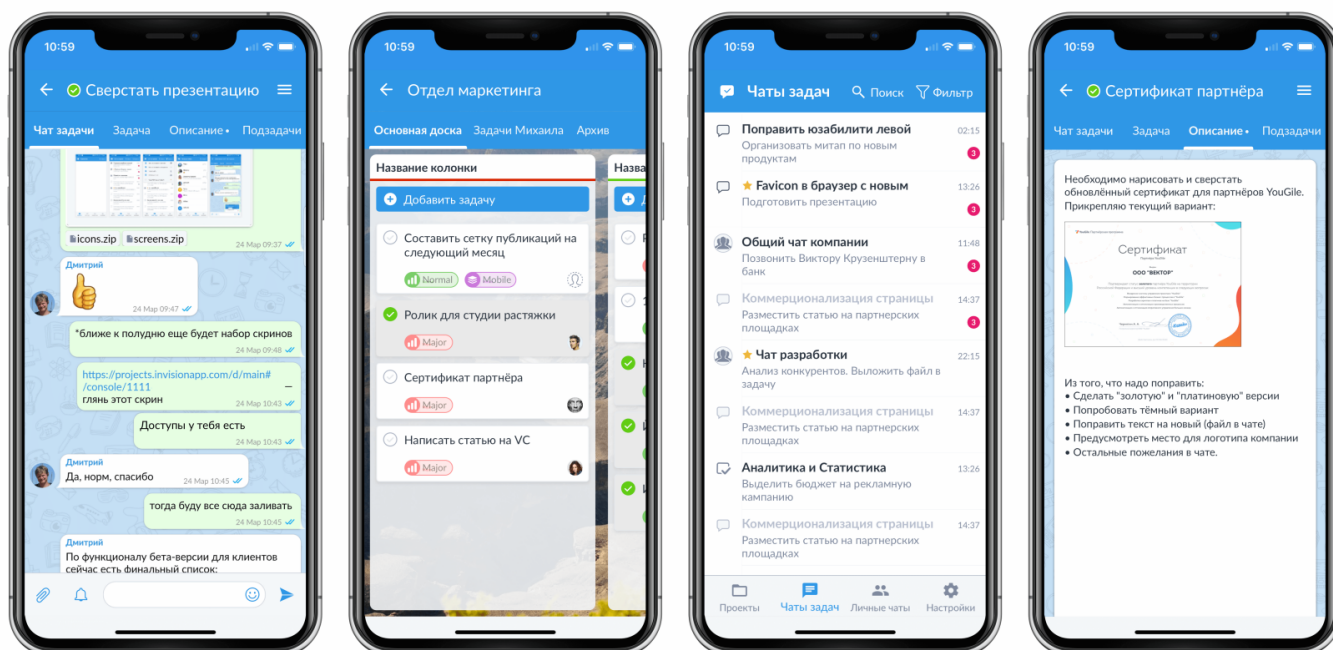 10:59
Сверстать презентацию
Чат задачи Задача Описание • Подзадачи
icons.zip screens.zip
24 Мар 09:37
Дмитрий
24 Мар 09:47
*ближе к полудню еще будет набор скринов
24 Мар 09:48
https://projects.invisionapp.com/d/main#
/console/1111
глянь этот скрин
24 Мар 10:43
Доступы у тебя есть
24 Мар 10:43
Дмитрий
Да, норм, спасибо
24 Мар 10:45
тогда буду все сюда заливать
24 Мар 10:45
Дмитрий
По функционалу бета-версии для клиентов
сейчас есть финальный список:
10:59
Отдел маркетинга
Основная доска Задачи Михаила Архив
Название колонки
Назва
Добавить задачу
Составить сетку публикаций на
следующий месяц
Normal Mobile
Ролик для студии растяжки
Major
Сертификат партнёра
Major
Написать статью на VC
Major
10:59
Чаты задач Поиск Фильтр
Поправить юзабилити левой 02:15
Организовать митап по новым
продуктам
3
Favicon в браузер с новым 13:26
Подготовить презентацию
3
Общий чат компании 11:48
Позвонить Виктору Крузенштерну в
банк
3
Коммерционализация страницы 14:37
Разместить статью на партнерских
площадках
3
Чат разработки 22:15
Анализ конкурентов. Выложить файл в
задачу
Коммерционализация страницы 14:37
Разместить статью на партнерских
площадках
Аналитика и Статистика 13:26
Выделить бюджет на рекламную
кампанию
Коммерционализация страницы 14:37
Разместить статью на партнерских
площадках
Проекты Чаты задач Личные чаты Настройки
10:59
Сертификат партнёра
Чат задачи Задача Описание • Подзадачи
Необходимо нарисовать и сверстать
обновлённый сертификат для партнёров YouGile.
Прикрепляю текущий вариант:
Сертификат
ООО "ВЕКТОР"
Из того, что надо поправить:
• Сделать "золотую" и "платиновую" версии
• Попробовать тёмный вариант
• Поправить текст на новый (файл в чате)
• Предусмотреть место для логотипа компании
• Остальные пожелания в чате.